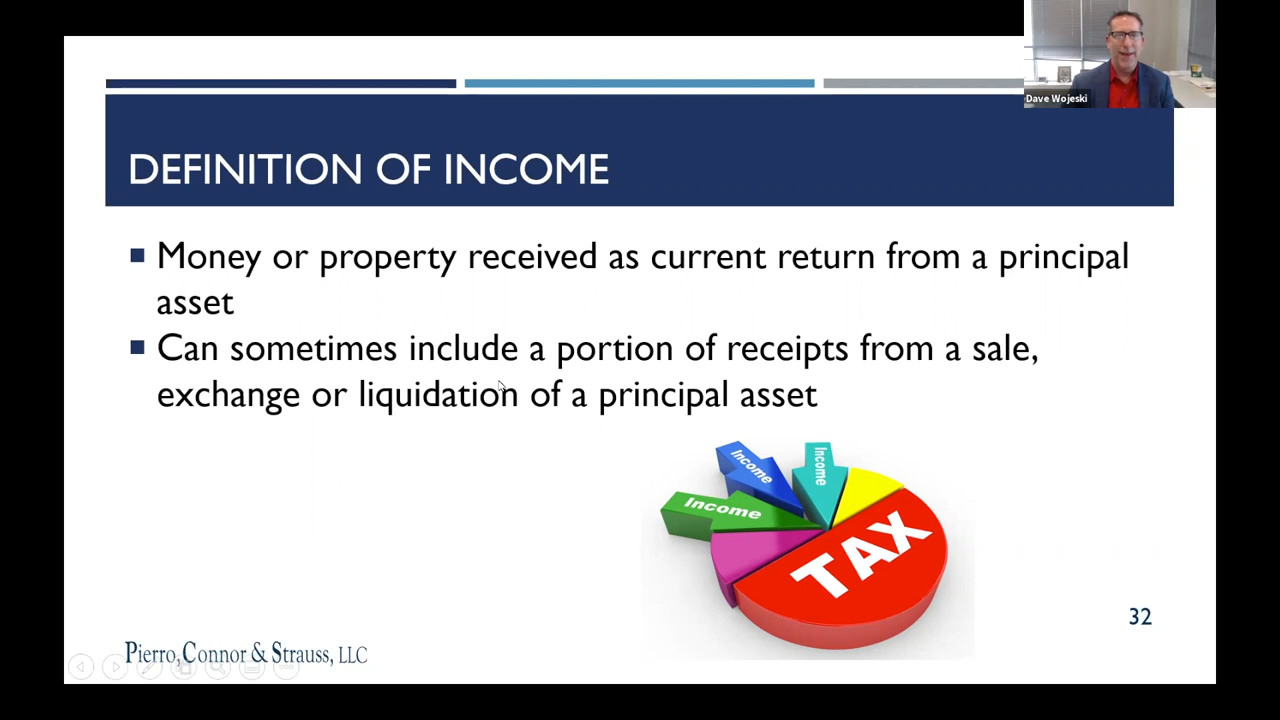 Dave Wojeski
DEFINITION OF INCOME
■ Money or property received as current return from a principal
asset
■ Can sometimes include a portion of receipts from a sale,
exchange or liquidation of a principal asset
Income
Income
Income
TAX
32
Pierro, Connor & Strauss, LLC